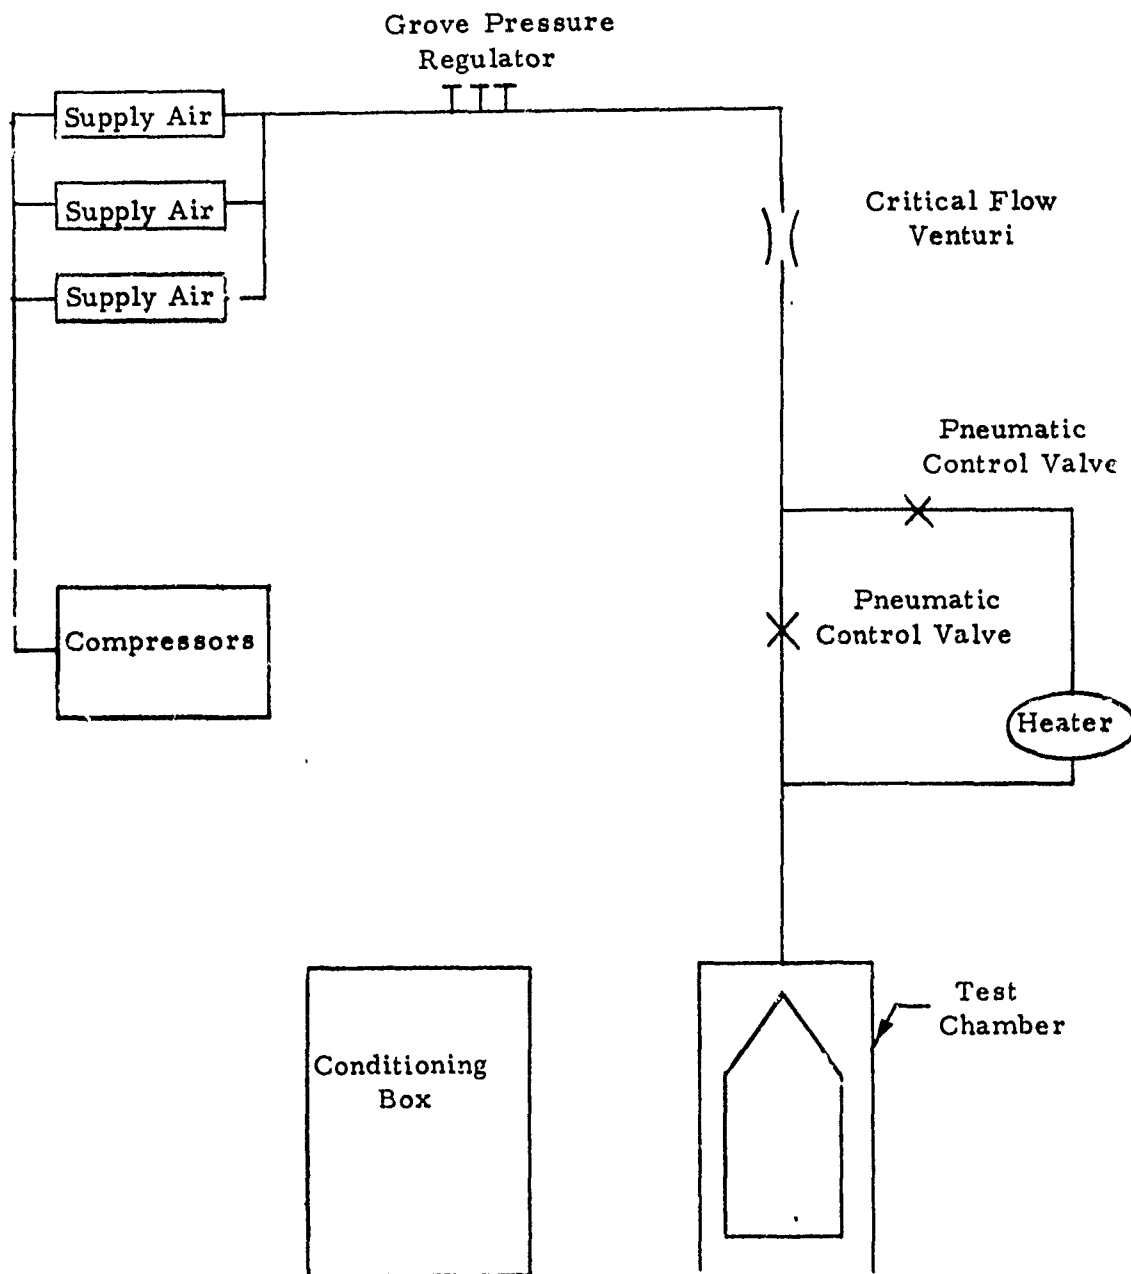 Grove Pressure
Regulator
Supply Air
Supply Air
Supply Air
Critical Flow
Venturi
Pneumatic
Control Valve
Pneumatic
Control Valve
Compressors
Heater
Test
Chamber
Conditioning
Box